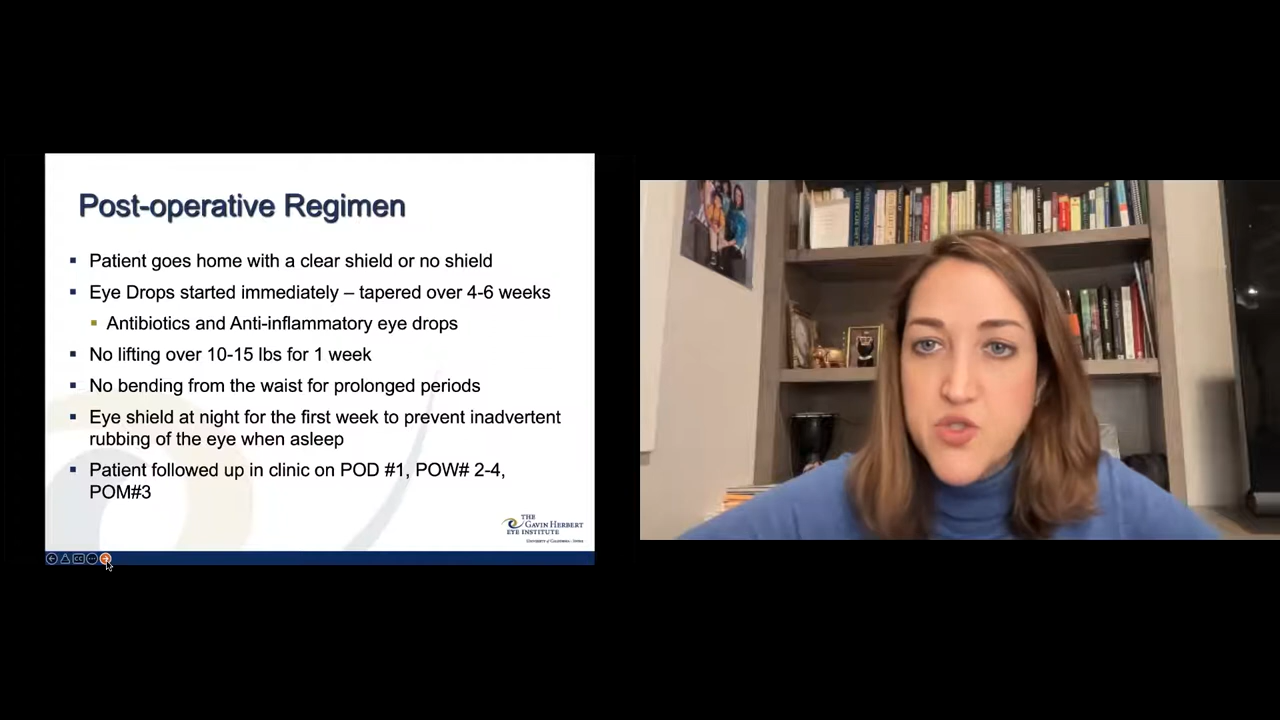 Post-operative Regimen
Patient goes home with a clear shield or no shield
Eye Drops started immediately – tapered over 4-6 weeks
Antibiotics and Anti-inflammatory eye drops
No lifting over 10-15 lbs for 1 week
No bending from the waist for prolonged periods
Eye shield at night for the first week to prevent inadvertent
rubbing of the eye when asleep
Patient followed up in clinic on POD #1, POW# 2-4,
POM#3
THE
GAVIN HERBERT
EYE INSTITUTE